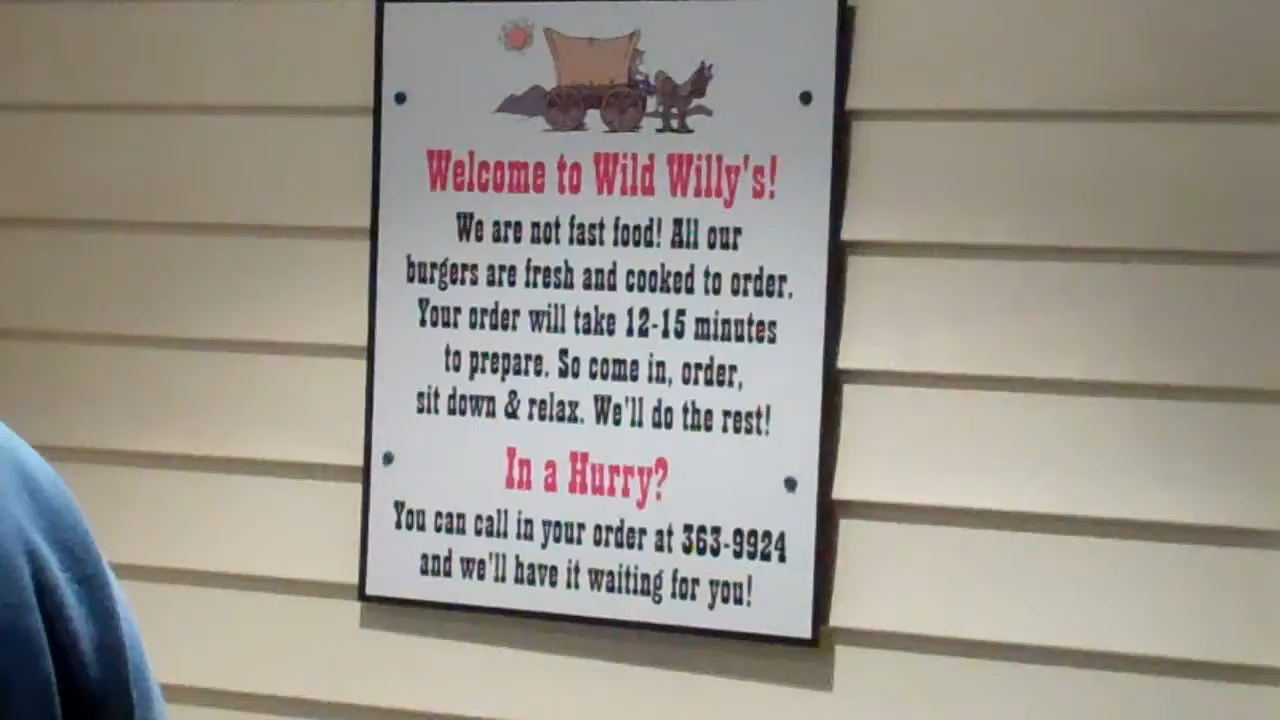 Welcome to Wild Willy's!
We are not fast food! All our
burgers are fresh and cooked to order.
Your order will take 12-15 minutes
to prepare. So come in, order,
sit down & relax. We'll do the rest!
In a Hurry?
You can call in your order at 363-9924
and we'll have it waiting for you!